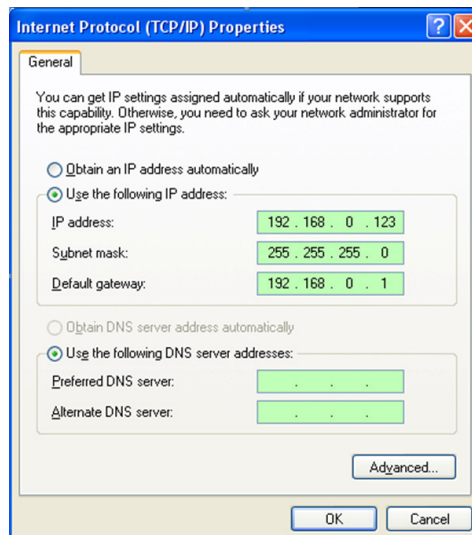 Internet Protocol (TCP/IP) Properties
General
You can get IP settings assigned automatically if your network supports
this capability. Otherwise, you need to ask your network administrator for
the appropriate IP settings.
Obtain an IP address automatically
Use the following IP address:
IP address: 192 . 168 . 0 . 123
Subnet mask: 255 . 255 . 255 . 0
Default gateway: 192 . 168 . 0 . 1
Obtain DNS server address automatically
Use the following DNS server addresses:
Preferred DNS server: . . .
Alternate DNS server: . . .
Advanced...
OK Cancel